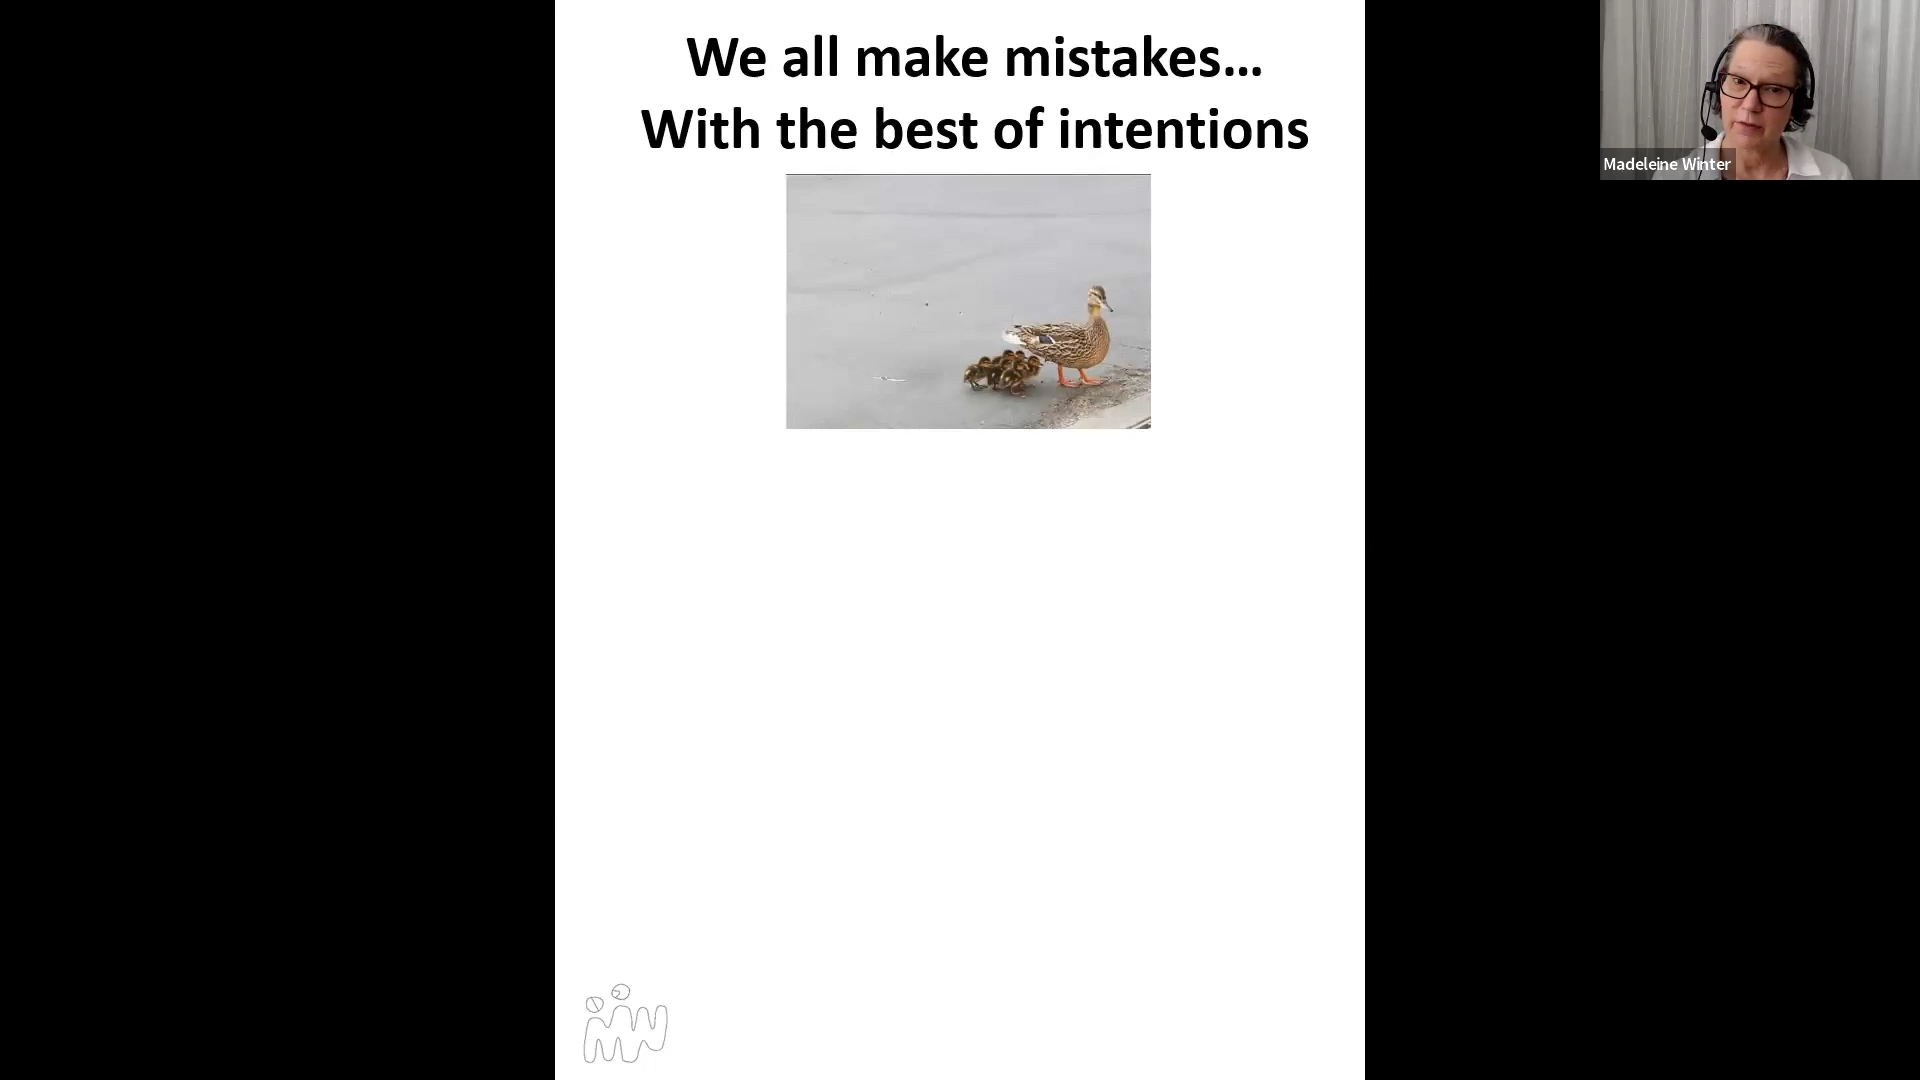 We all make mistakes…
With the best of intentions
Madeleine Winter